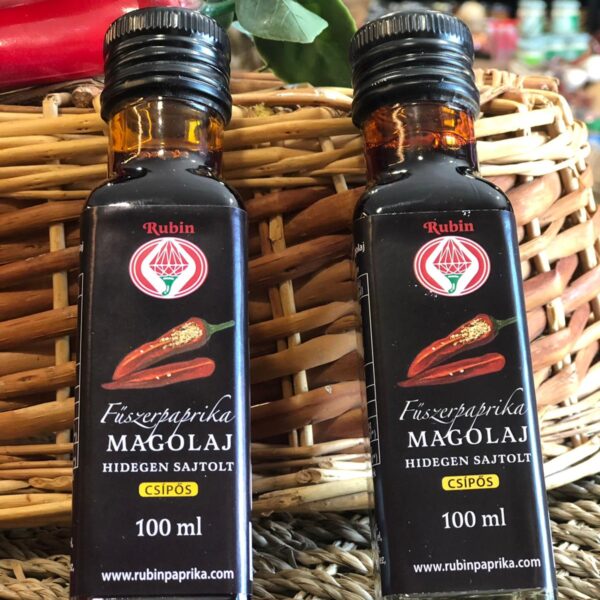 Rubin
Fűszerpaprika
MAGOLAJ
HIDEGEN SAJTOLT
CSÍPŐS
100 ml
www.rubinpaprika.com
Rubin
Fűszerpaprika
MAGOLAJ
HIDEGEN SAJTOLT
CSÍPŐS
100 ml
www.rubinpaprika.com